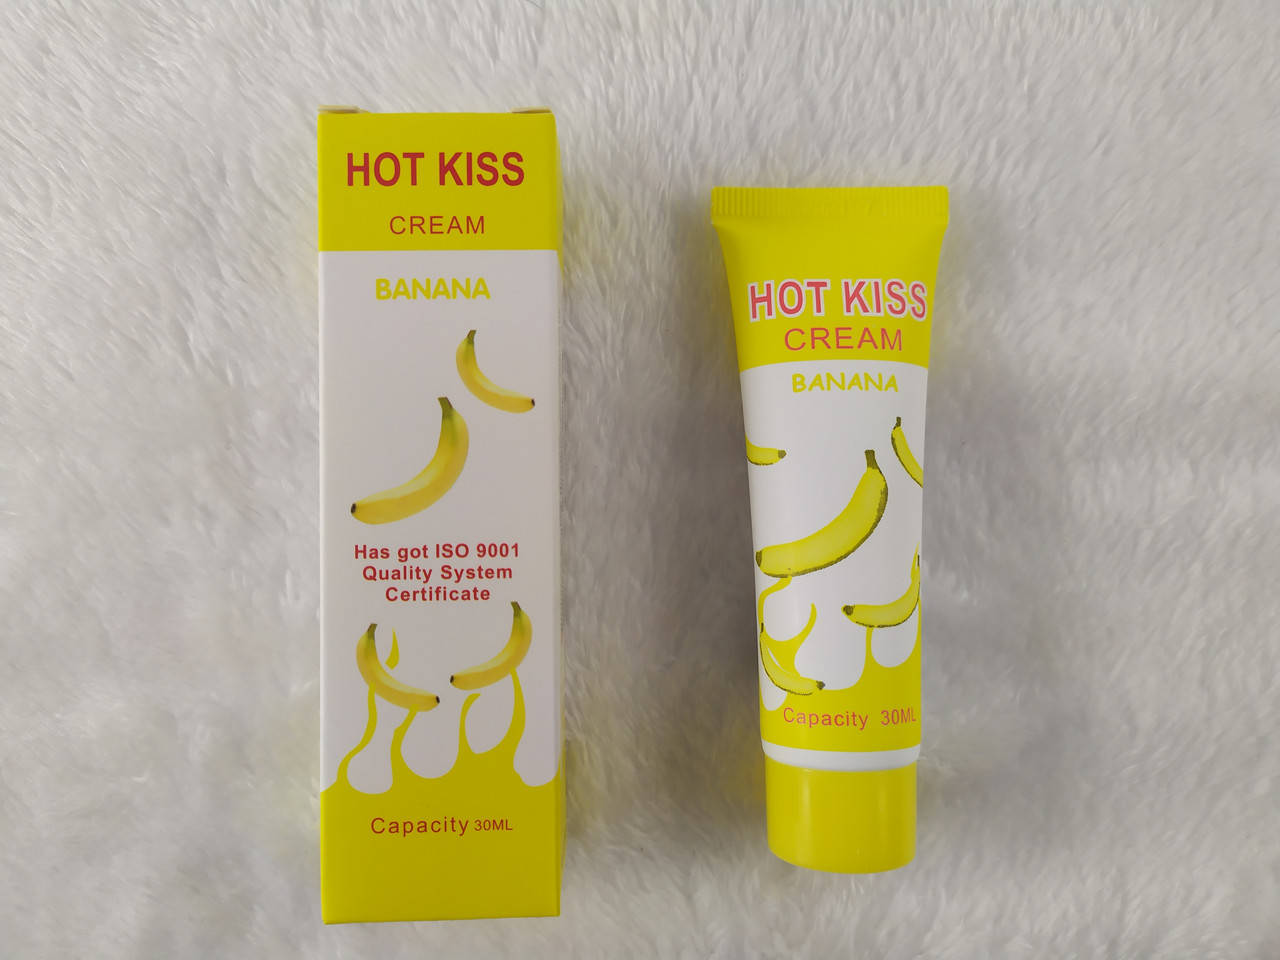 HOT KISS
CREAM
BANANA
Has got ISO 9001
Quality System
Certificate
Capacity 30ML
HOT KISS
CREAM
BANANA
Capacity 30ML